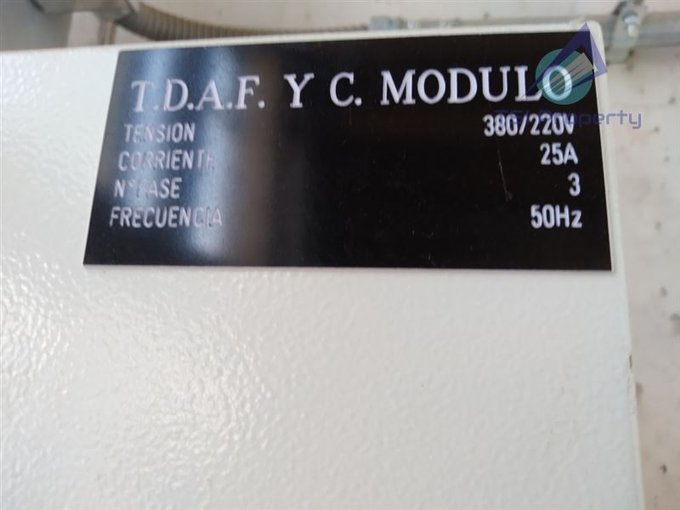 T.D.A.F. Y C. MODULO
TENSION 380/220V
CORRIENTE 25A
N°FASE 3
FRECUENCIA 50Hz